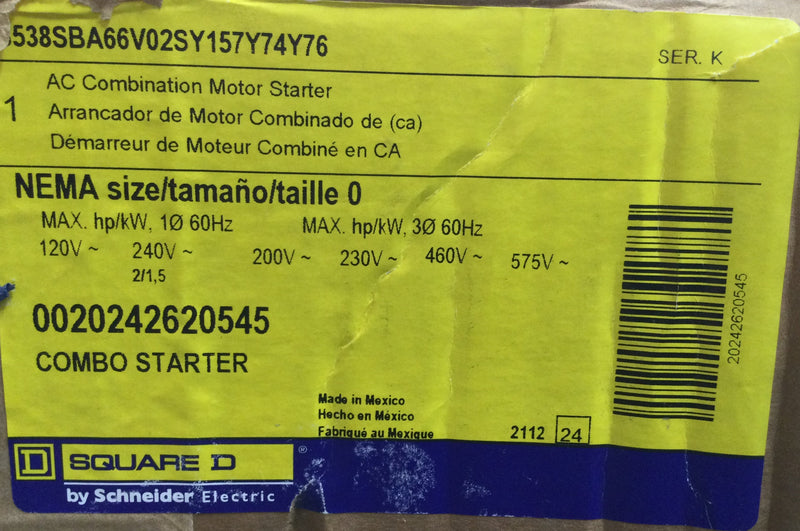 538SBA66V02SY157Y74Y76
SER. K
1
AC Combination Motor Starter
Arrancador de Motor Combinado de (ca)
Démarreur de Moteur Combiné en CA
NEMA size/tamaño/taille 0
MAX. hp/kW, 1Ø 60Hz MAX. hp/kW, 3Ø 60Hz
120V ~ 240V ~ 200V ~ 230V ~ 460V ~ 575V ~
2/1,5
0020242620545
COMBO STARTER
20242620545
Made in Mexico
Hecho en México
Fabriqué au Mexique
2112 24
D SQUARE D ®
by Schneider Electric